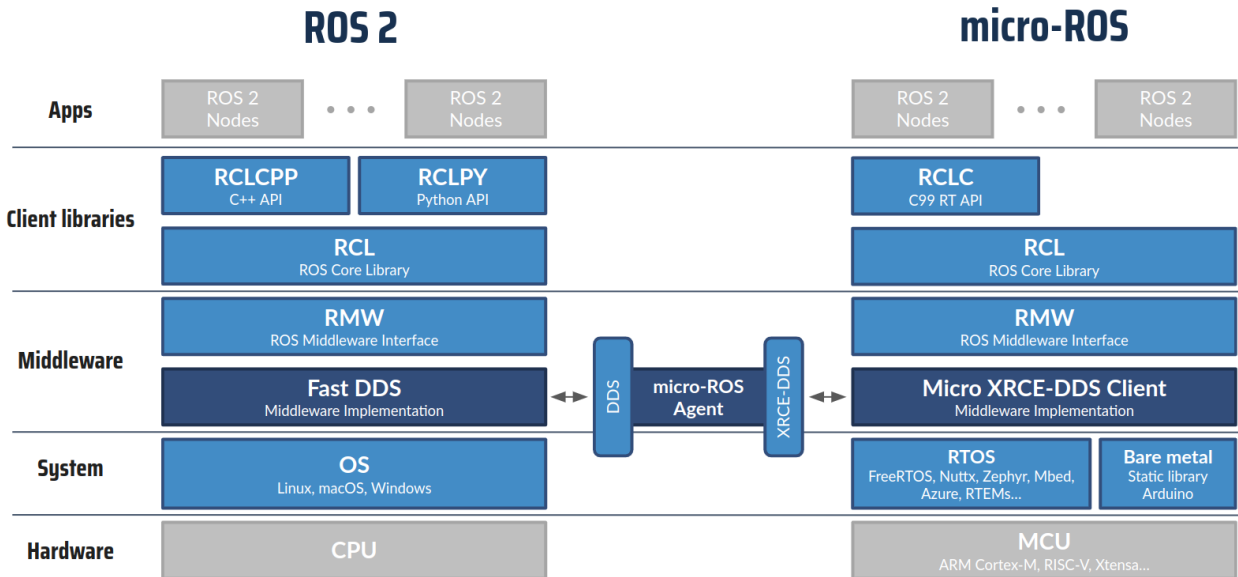 ROS 2
micro-ROS
Apps
ROS 2
Nodes
ROS 2
Nodes
ROS 2
Nodes
ROS 2
Nodes
Client libraries
RCLCPP
C++ API
RCLPY
Python API
RCL
ROS Core Library
RCLC
C99 RT API
RCL
ROS Core Library
Middleware
RMW
ROS Middleware Interface
Fast DDS
Middleware Implementation
DDS
micro-ROS
Agent
XRCE-DDS
RMW
ROS Middleware Interface
Micro XRCE-DDS Client
Middleware Implementation
System
OS
Linux, macOS, Windows
RTOS
FreeRTOS, Nuttx, Zephyr, Mbed,
Azure, RTEMs...
Bare metal
Static library
Arduino
Hardware
CPU
MCU
ARM Cortex-M, RISC-V, Xtensa...